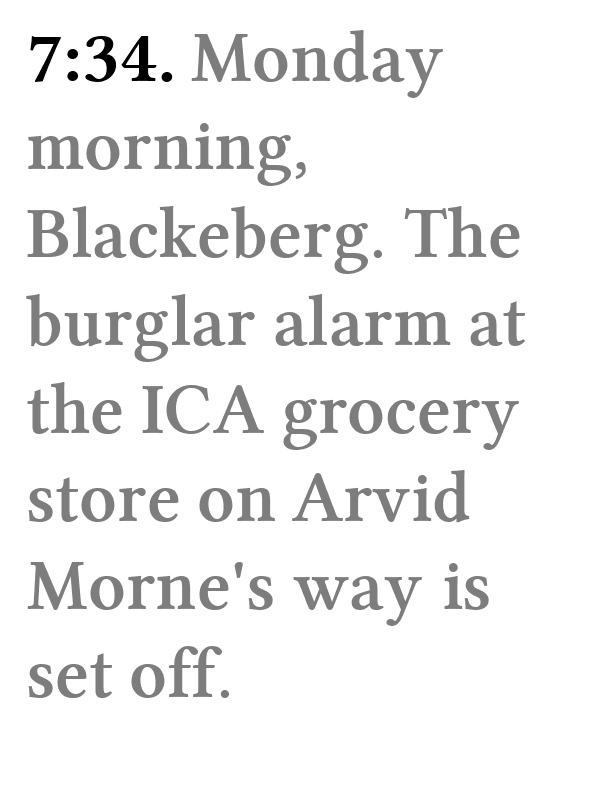 7:34. Monday
morning,
Blackeberg. The
burglar alarm at
the ICA grocery
store on Arvid
Morne's way is
set off.